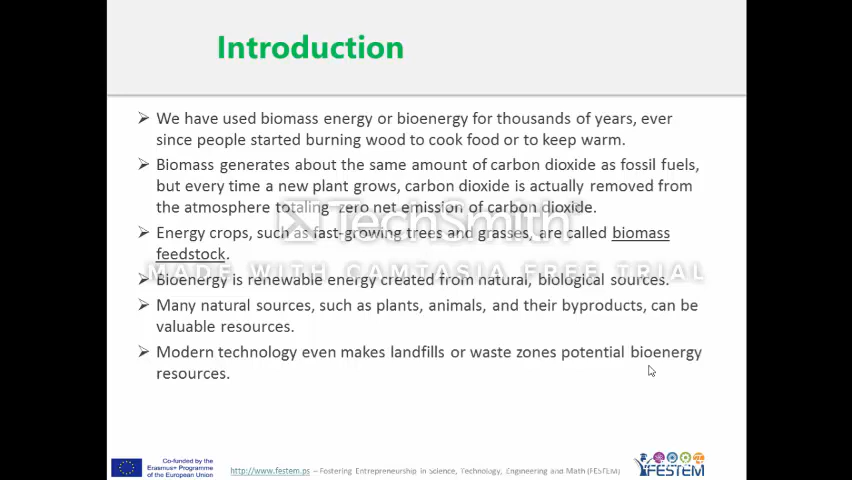 Introduction
We have used biomass energy or bioenergy for thousands of years, ever
since people started burning wood to cook food or to keep warm.
Biomass generates about the same amount of carbon dioxide as fossil fuels,
but every time a new plant grows, carbon dioxide is actually removed from
the atmosphere totaling zero net emission of carbon dioxide.
TechSmith
Energy crops, such as fast-growing trees and grasses, are called biomass
feedstock.
MADE WITH CAMTASIA FREE TRIAL
Bioenergy is renewable energy created from natural, biological sources.
Many natural sources, such as plants, animals, and their byproducts, can be
valuable resources.
Modern technology even makes landfills or waste zones potential bioenergy
resources.
Co-funded by the
Erasmus+ Programme
of the European Union
http://www.festem.ps – Fostering Entrepreneurship in Science, Technology, Engineering and Math (FESTEM)
FESTEM